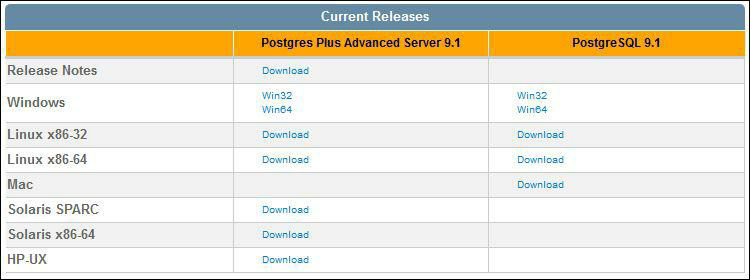 Current Releases
Postgres Plus Advanced Server 9.1 PostgreSQL 9.1
Release Notes Download
Windows Win32 Win32
Win64 Win64
Linux x86-32 Download Download
Linux x86-64 Download Download
Mac Download
Solaris SPARC Download
Solaris x86-64 Download
HP-UX Download